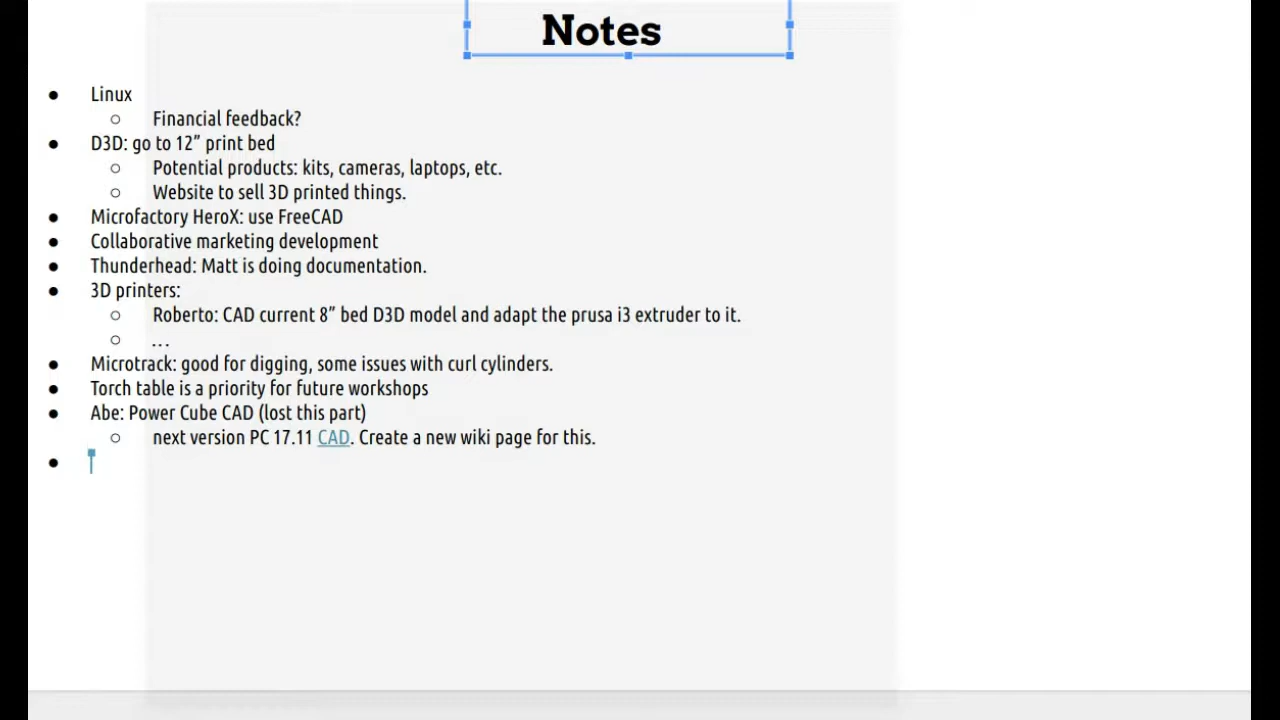 Notes
● Linux
○ Financial feedback?
● D3D: go to 12” print bed
○ Potential products: kits, cameras, laptops, etc.
○ Website to sell 3D printed things.
● Microfactory HeroX: use FreeCAD
● Collaborative marketing development
● Thunderhead: Matt is doing documentation.
● 3D printers:
○ Roberto: CAD current 8” bed D3D model and adapt the prusa i3 extruder to it.
○ …
● Microtrack: good for digging, some issues with curl cylinders.
● Torch table is a priority for future workshops
● Abe: Power Cube CAD (lost this part)
○ next version PC 17.11 CAD. Create a new wiki page for this.
●